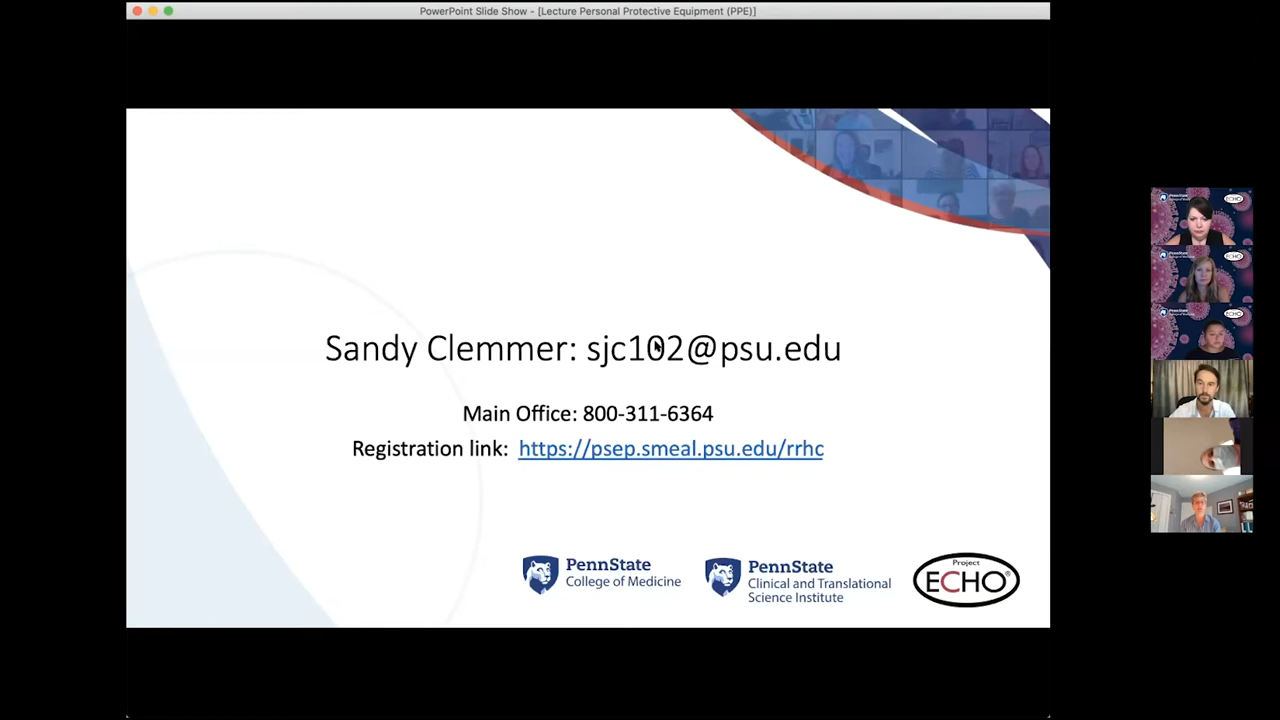 PowerPoint Slide Show - [Lecture Personal Protective Equipment (PPE)]
Sandy Clemmer: sjc102@psu.edu
Main Office: 800-311-6364
Registration link: https://psep.smeal.psu.edu/rrhc
PennState
College of Medicine
PennState
Clinical and Translational
Science Institute
Project
ECHO®